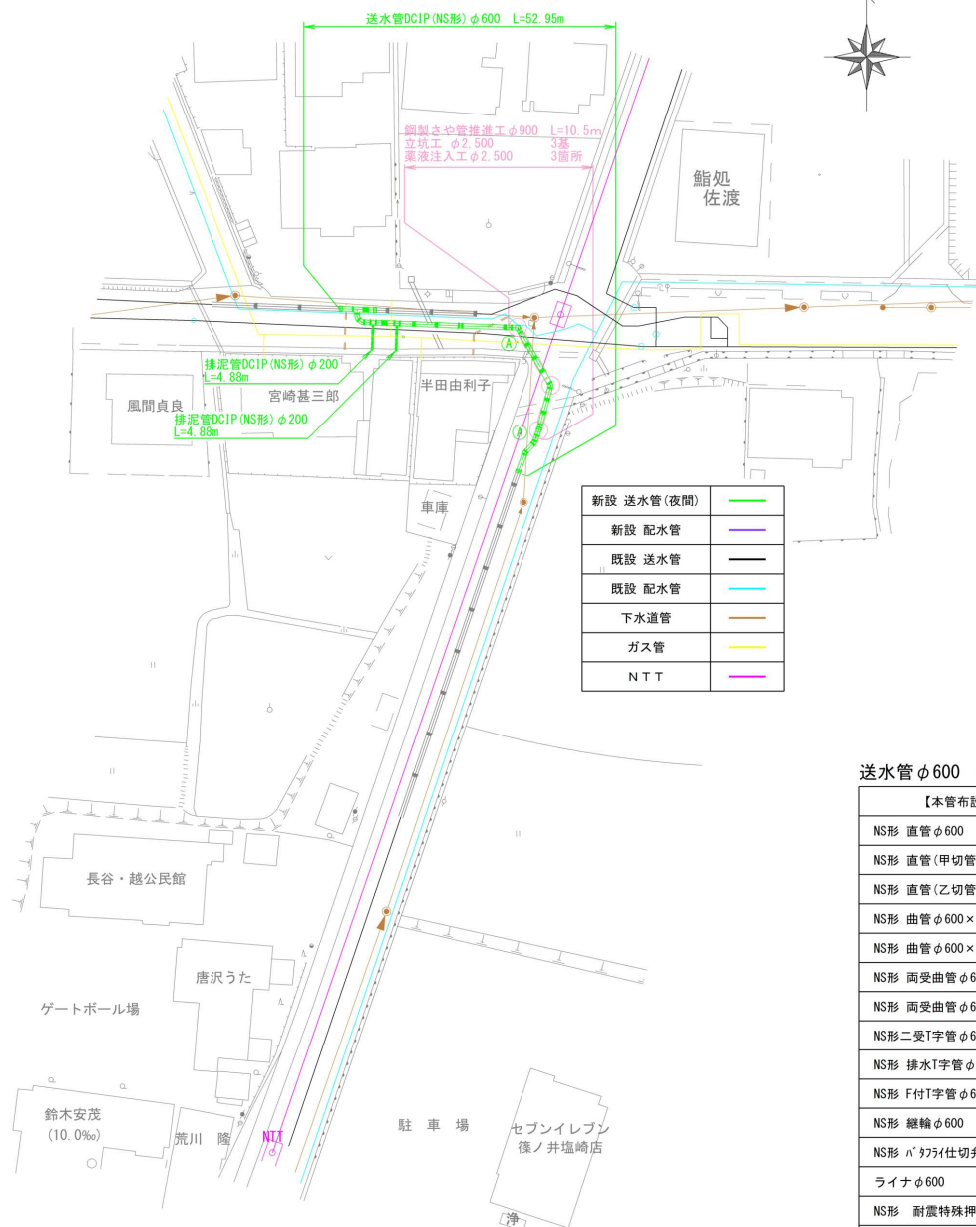 送水管DCIP(NS形)φ600 L=52.95m
鋼製さや管推進工φ900 L=10.5m
立坑工 φ2,500 3基
薬液注入工φ2,500 3箇所
鮨処
佐渡
A
排泥管DCIP(NS形)φ200
L=4.88m
宮崎甚三郎
半田由利子
風間貞良
排泥管DCIP(NS形)φ200
L=4.88m
A
車庫
新設 送水管(夜間)
新設 配水管
既設 送水管
既設 配水管
下水道管
ガス管
NTT
長谷・越公民館
唐沢うた
ゲートボール場
鈴木安茂
(10.0‰)
荒川 隆
NTT
駐車場
セブンイレブン
篠ノ井塩崎店
浄
送水管φ600
【本管布設
NS形 直管φ600
NS形 直管(甲切管
NS形 直管(乙切管
NS形 曲管φ600×
NS形 曲管φ600×
NS形 両受曲管φ6
NS形 両受曲管φ6
NS形二受T字管φ6
NS形 排水T字管φ
NS形 F付T字管φ6
NS形 継輪φ600
NS形 バタフライ仕切弁
ライナφ600
NS形 耐震特殊押